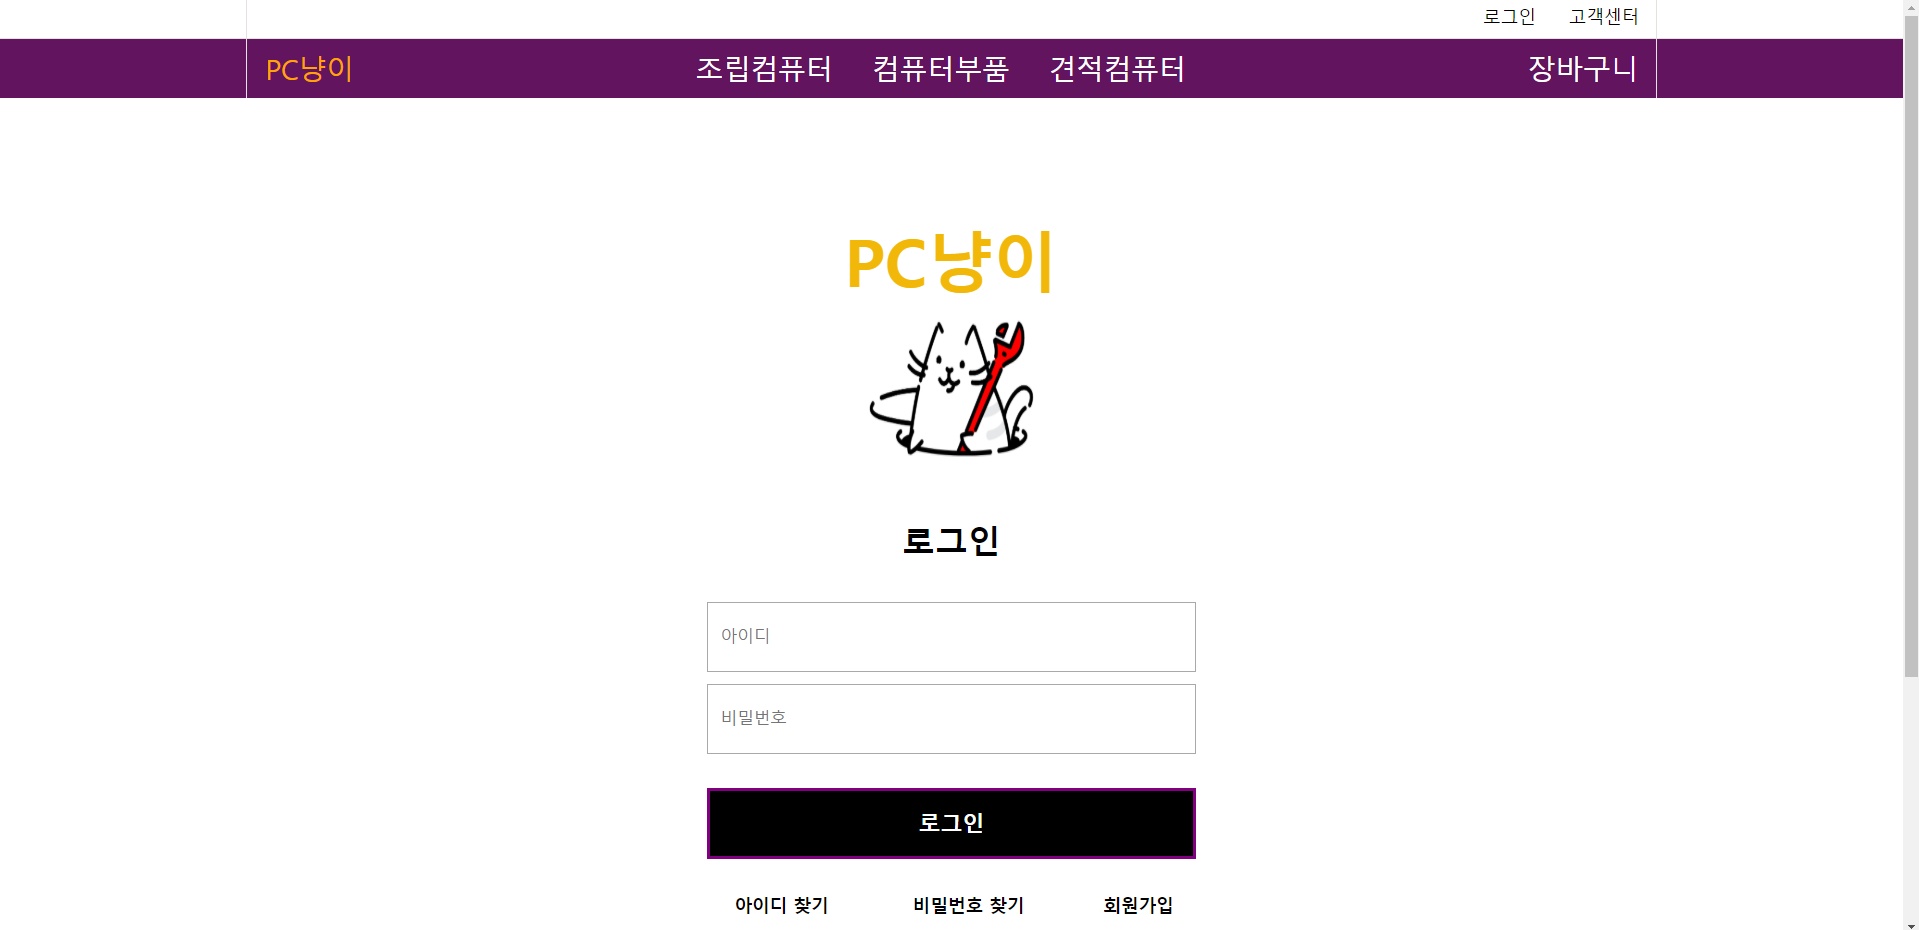 로그인 고객센터
PC냥이 조립컴퓨터 컴퓨터부품 견적컴퓨터 장바구니
PC냥이
로그인
아이디
비밀번호
로그인
아이디 찾기 비밀번호 찾기 회원가입